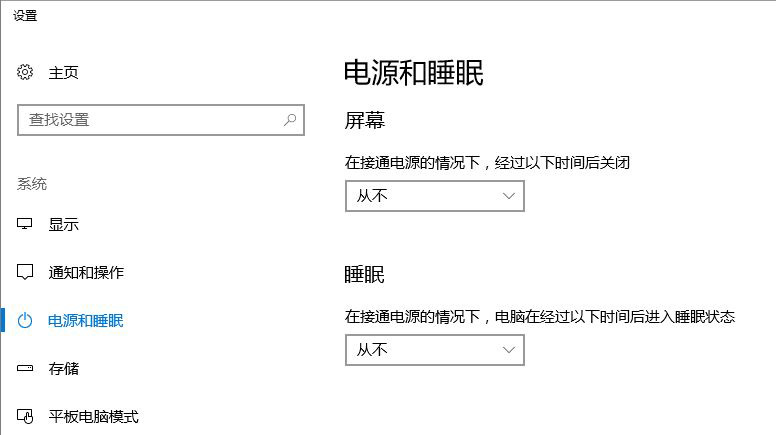 设置
主页
查找设置
系统
显示
通知和操作
电源和睡眠
存储
平板电脑模式
电源和睡眠
屏幕
在接通电源的情况下，经过以下时间后关闭
从不
睡眠
在接通电源的情况下，电脑在经过以下时间后进入睡眠状态
从不